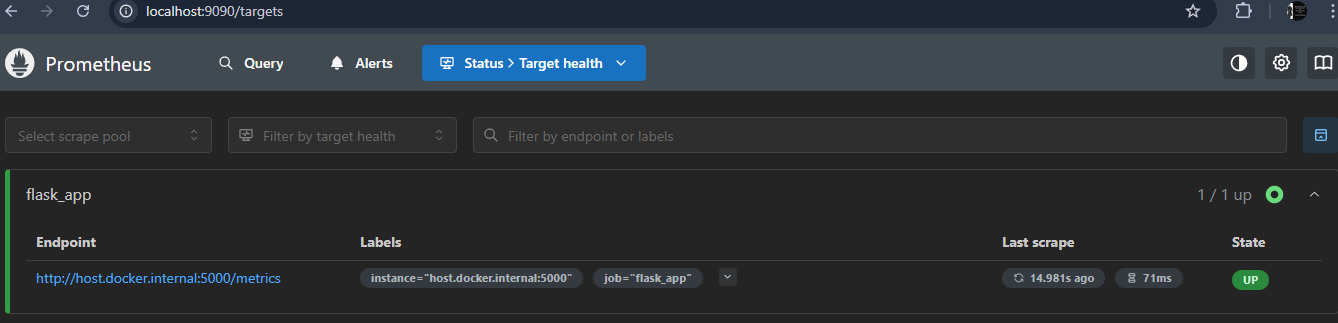 localhost:9090/targets
Prometheus Query Alerts Status > Target health
Select scrape pool Filter by target health Filter by endpoint or labels
flask_app 1 / 1 up
Endpoint Labels Last scrape State
http://host.docker.internal:5000/metrics instance="host.docker.internal:5000" job="flask_app" 14.981s ago 71ms UP